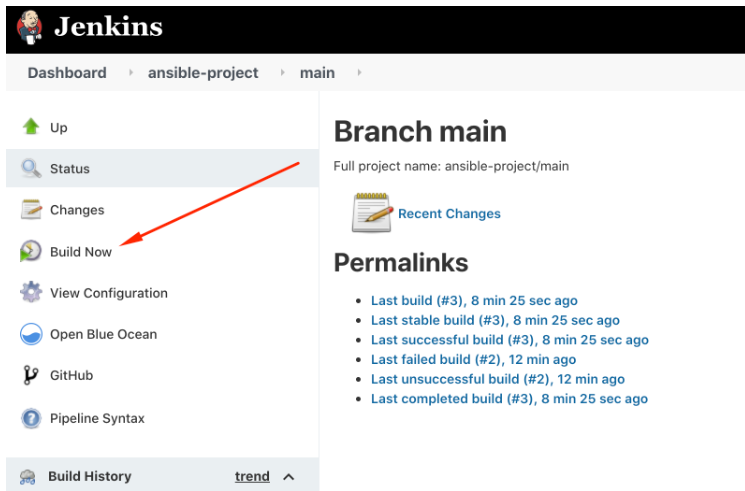 Jenkins
Dashboard ansible-project main
Up
Status
Changes
Build Now
View Configuration
Open Blue Ocean
GitHub
Pipeline Syntax
Build History trend
Branch main
Full project name: ansible-project/main
Recent Changes
Permalinks
Last build (#3), 8 min 25 sec ago
Last stable build (#3), 8 min 25 sec ago
Last successful build (#3), 8 min 25 sec ago
Last failed build (#2), 12 min ago
Last unsuccessful build (#2), 12 min ago
Last completed build (#3), 8 min 25 sec ago